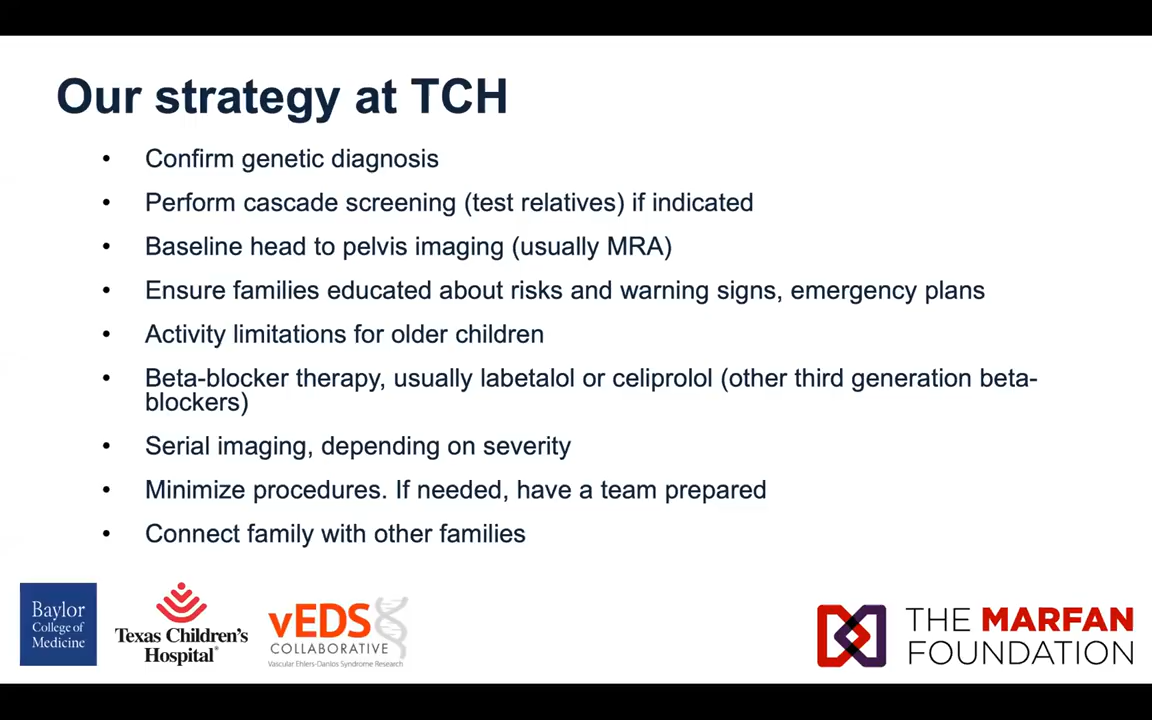 Our strategy at TCH
• Confirm genetic diagnosis
• Perform cascade screening (test relatives) if indicated
• Baseline head to pelvis imaging (usually MRA)
• Ensure families educated about risks and warning signs, emergency plans
• Activity limitations for older children
• Beta-blocker therapy, usually labetalol or celiprolol (other third generation beta-
blockers)
• Serial imaging, depending on severity
• Minimize procedures. If needed, have a team prepared
• Connect family with other families
Baylor
College of
Medicine
Texas Children's
Hospital®
vEDS
COLLABORATIVE
Vascular Ehlers-Danlos Syndrome Research
THE MARFAN
FOUNDATION